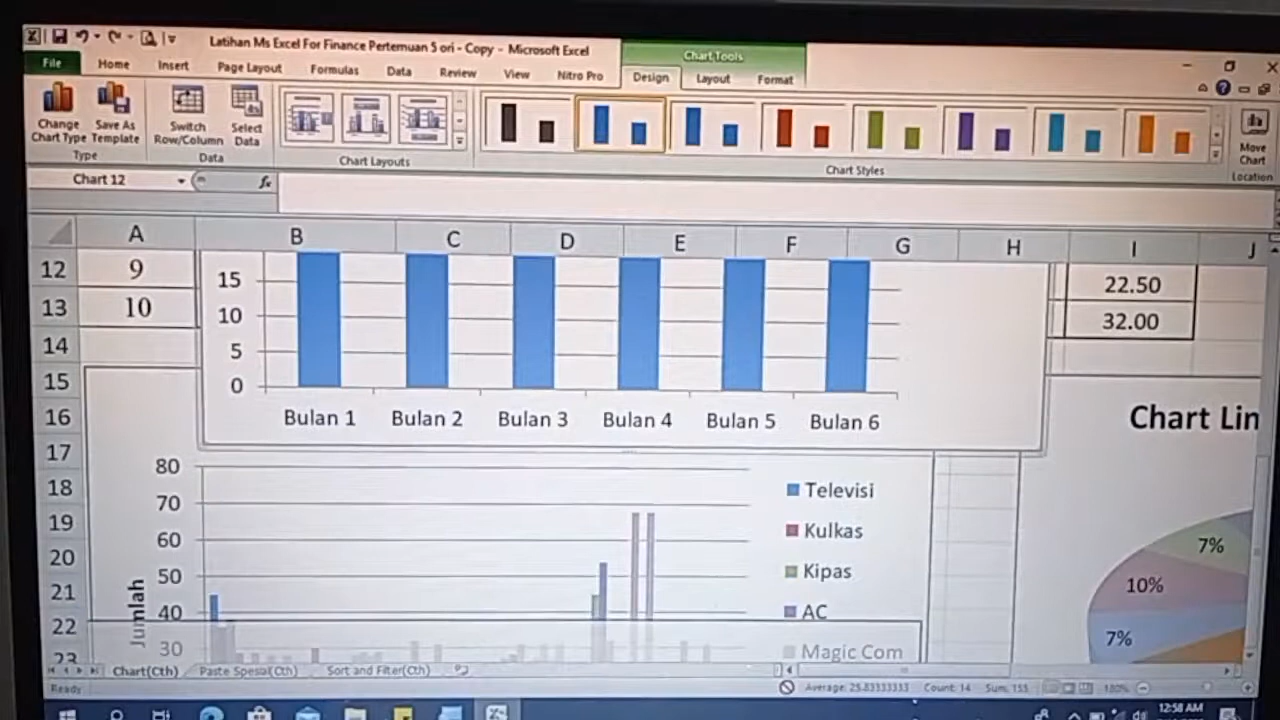 Latihan Ms Excel For Finance Pertemuan 5 ori - Copy - Microsoft Excel
Chart Tools
File Home Insert Page Layout Formulas Data Review View Nitro Pro Design Layout Format
Change Chart Type
Save As Template
Switch Row/Column
Select Data
Move Chart
Type Data Chart Layouts Chart Styles Location
Chart 12 fx
A B C D E F G H I J
12 9 22.50
13 10 32.00
14
15
16
17
18
19
20
21
22
23
15
10
5
0
Bulan 1 Bulan 2 Bulan 3 Bulan 4 Bulan 5 Bulan 6
Chart Lin
80
70
60
50
40
30
Jumlah
Televisi
Kulkas
Kipas
AC
Magic Com
7%
10%
7%
Chart(Cth) Paste Spesial(Cth) Sort and Filter(Cth)
Ready Average: 25.83333333 Count: 14 Sum: 155 100%
12:58 AM